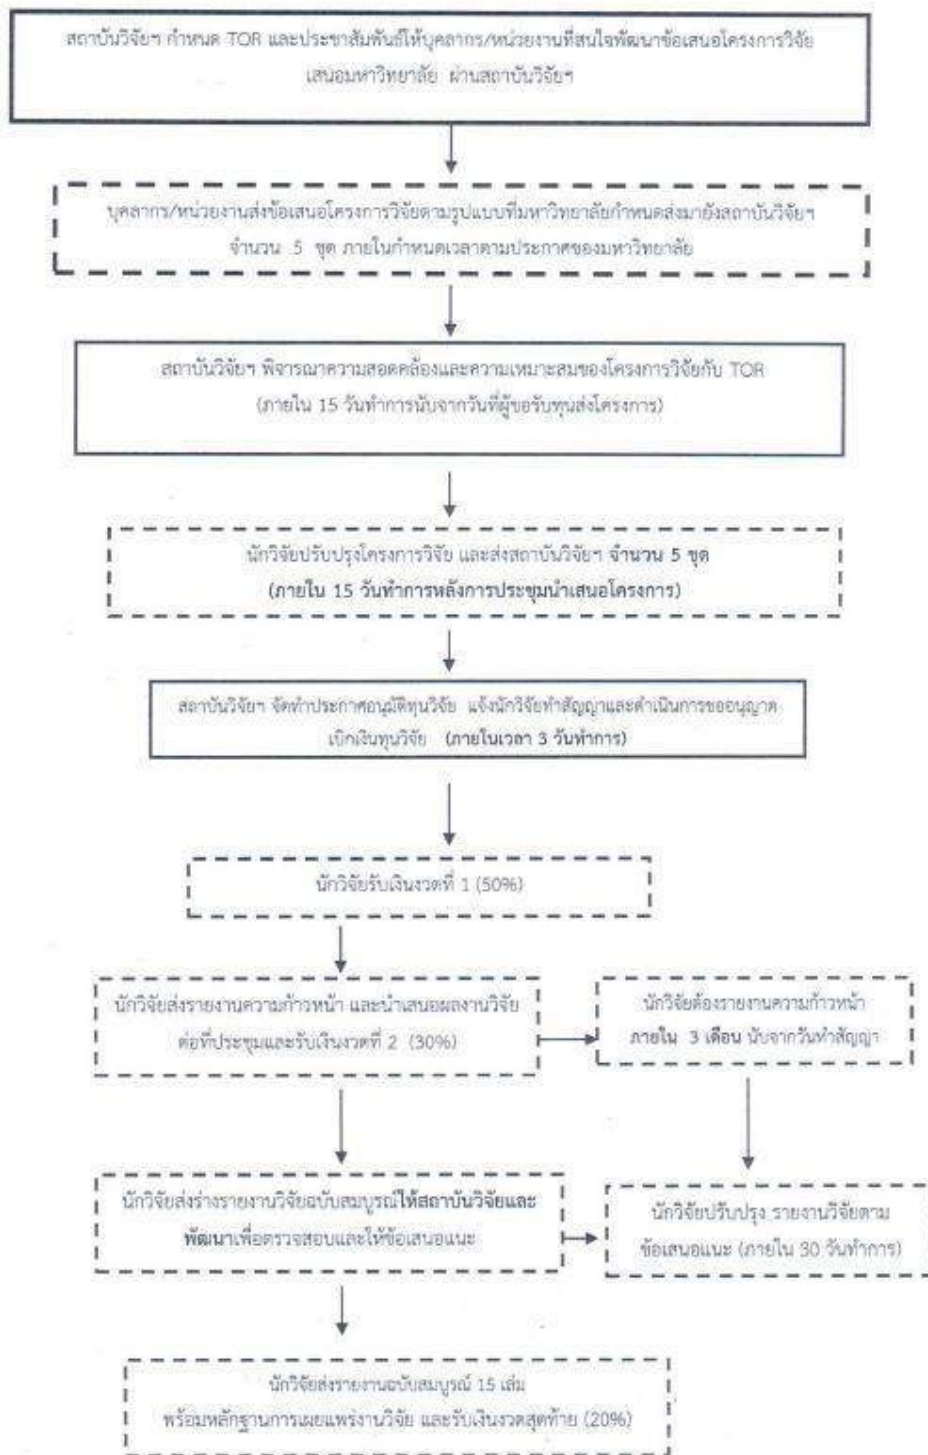 สถาบันวิจัยฯ กำหนด TOR และประชาสัมพันธ์ให้บุคลากร/หน่วยงานที่สนใจพัฒนาข้อเสนอโครงการวิจัย
เสนอมหาวิทยาลัย ผ่านสถาบันวิจัยฯ
บุคลากร/หน่วยงานส่งข้อเสนอโครงการวิจัยตามรูปแบบที่มหาวิทยาลัยกำหนดส่งมายังสถาบันวิจัยฯ
จำนวน 5 ชุด ภายในกำหนดเวลาตามประกาศของมหาวิทยาลัย
สถาบันวิจัยฯ พิจารณาความสอดคล้องและความเหมาะสมของโครงการวิจัยกับ TOR
(ภายใน 15 วันทำการนับจากวันที่ผู้ขอรับทุนส่งโครงการ)
นักวิจัยปรับปรุงโครงการวิจัย และส่งสถาบันวิจัยฯ จำนวน 5 ชุด
(ภายใน 15 วันทำการหลังการประชุมนำเสนอโครงการ)
สถาบันวิจัยฯ จัดทำประกาศอนุมัติทุนวิจัย แจ้งนักวิจัยทำสัญญาและดำเนินการขออนุญาต
เบิกเงินทุนวิจัย (ภายในเวลา 3 วันทำการ)
นักวิจัยรับเงินงวดที่ 1 (50%)
นักวิจัยส่งรายงานความก้าวหน้า และนำเสนอผลงานวิจัย
ต่อที่ประชุมและรับเงินงวดที่ 2 (30%)
นักวิจัยต้องรายงานความก้าวหน้า
ภายใน 3 เดือน นับจากวันทำสัญญา
นักวิจัยส่งร่างรายงานวิจัยฉบับสมบูรณ์ให้สถาบันวิจัยและ
พัฒนาเพื่อตรวจสอบและให้ข้อเสนอแนะ
นักวิจัยปรับปรุง รายงานวิจัยตาม
ข้อเสนอแนะ (ภายใน 30 วันทำการ)
นักวิจัยส่งรายงานฉบับสมบูรณ์ 15 เล่ม
พร้อมหลักฐานการเผยแพร่งานวิจัย และรับเงินงวดสุดท้าย (20%)